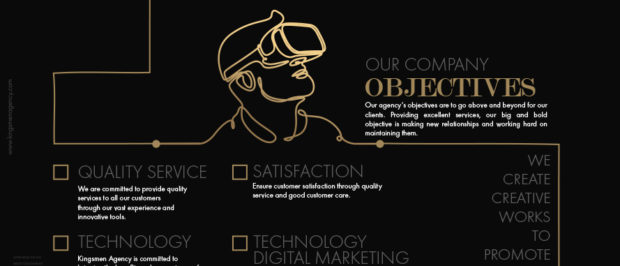 www.kingsmenagency.com
OUR COMPANY
OBJECTIVES
Our agency's objectives are to go above and beyond for our
clients. Providing excellent services, our big and bold
objective is making new relationships and working hard on
maintaining them.
QUALITY SERVICE
We are committed to provide quality
services to all our customers
through our vast experience and
innovative tools.
SATISFACTION
Ensure customer satisfaction through quality
service and good customer care.
WE
CREATE
CREATIVE
WORKS
TO
PROMOTE
TECHNOLOGY
Kingsmen Agency is committed to
TECHNOLOGY
DIGITAL MARKETING